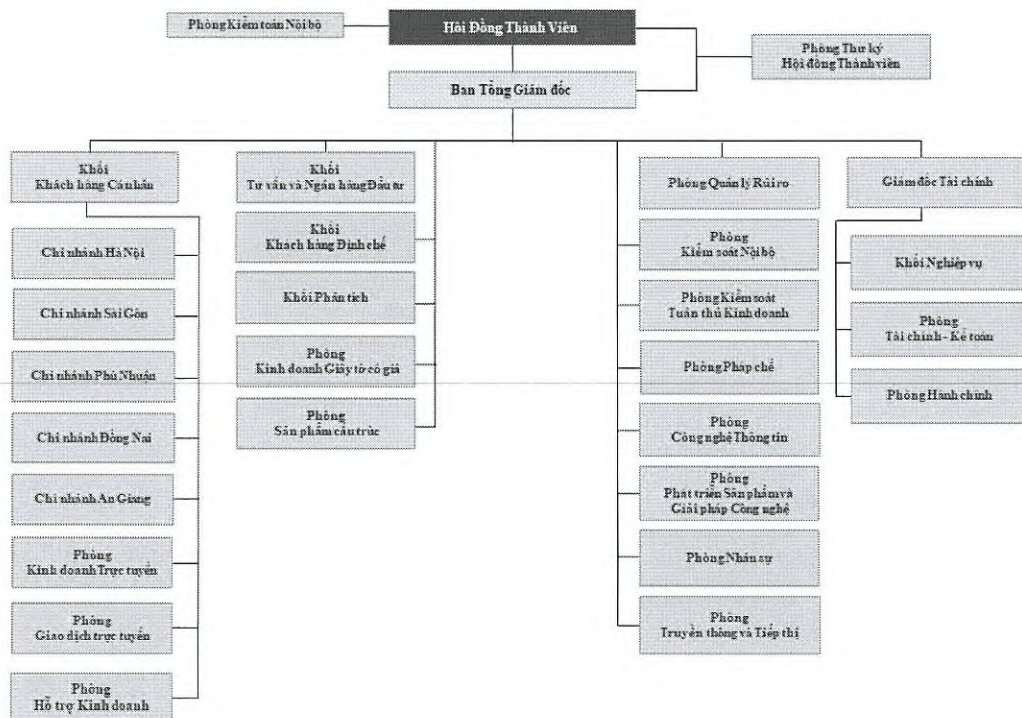 Phòng Kiểm toán Nội bộ
Hội Đồng Thành Viên
Phòng Thư ký
Hội đồng Thành viên
Ban Tổng Giám đốc
Khối
Khách hàng Cá nhân
Chi nhánh Hà Nội
Chi nhánh Sài Gòn
Chi nhánh Phú Nhuận
Chi nhánh Đồng Nai
Chi nhánh An Giang
Phòng
Kinh doanh Trực tuyến
Phòng
Giao dịch trực tuyến
Phòng
Hỗ trợ Kinh doanh
Khối
Tư vấn và Ngân hàng Đầu tư
Khối
Khách hàng Định chế
Khối Phân tích
Phòng
Kinh doanh Giấy tờ có giá
Phòng
Sản phẩm cấu trúc
Phòng Quản lý Rủi ro
Phòng
Kiểm soát Nội bộ
Phòng Kiểm soát
Tuân thủ Kinh doanh
Phòng Pháp chế
Phòng
Công nghệ Thông tin
Phòng
Phát triển Sản phẩm và
Giải pháp Công nghệ
Phòng Nhân sự
Phòng
Truyền thông và Tiếp thị
Giám đốc Tài chính
Khối Nghiệp vụ
Phòng
Tài chính - Kế toán
Phòng Hành chính